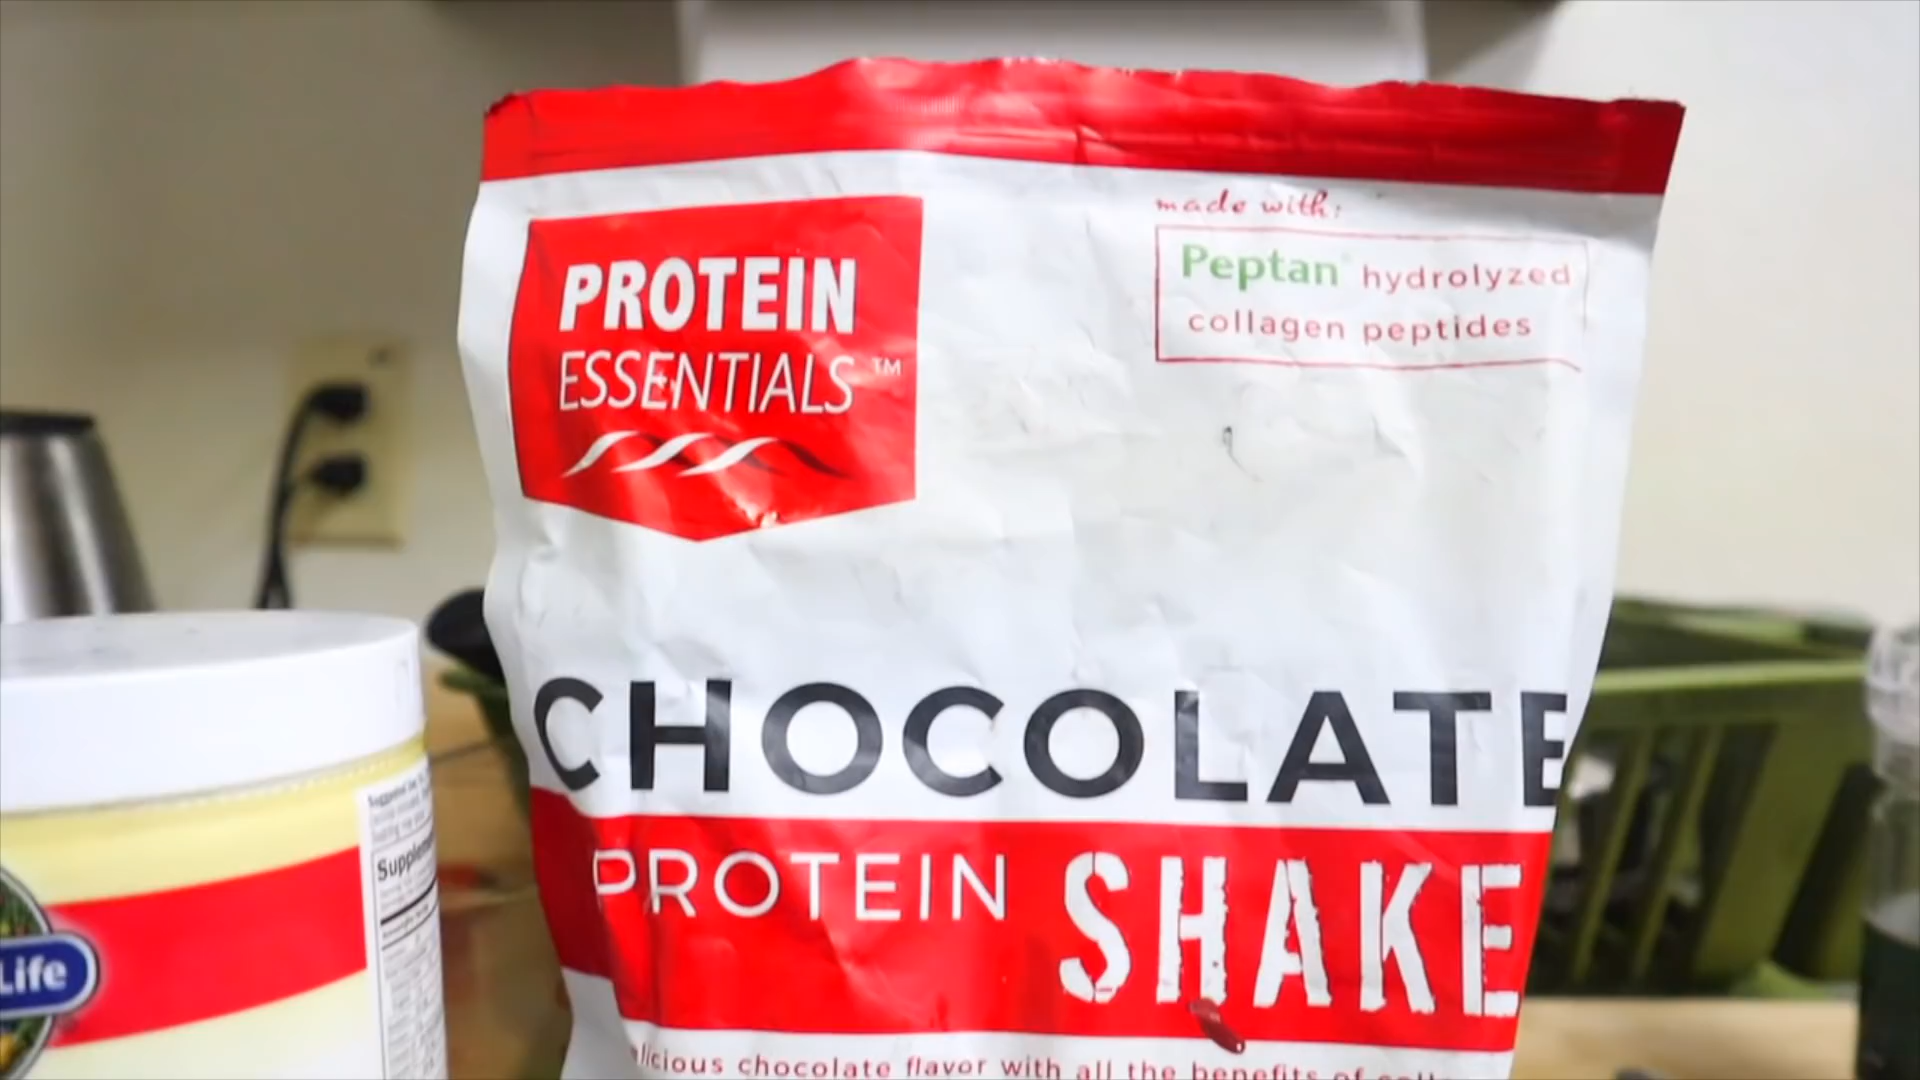 made with:
Peptan® hydrolyzed
collagen peptides
PROTEIN
ESSENTIALS™
CHOCOLATE
PROTEIN SHAKE
chocolate flavor with all the benefits of
Life